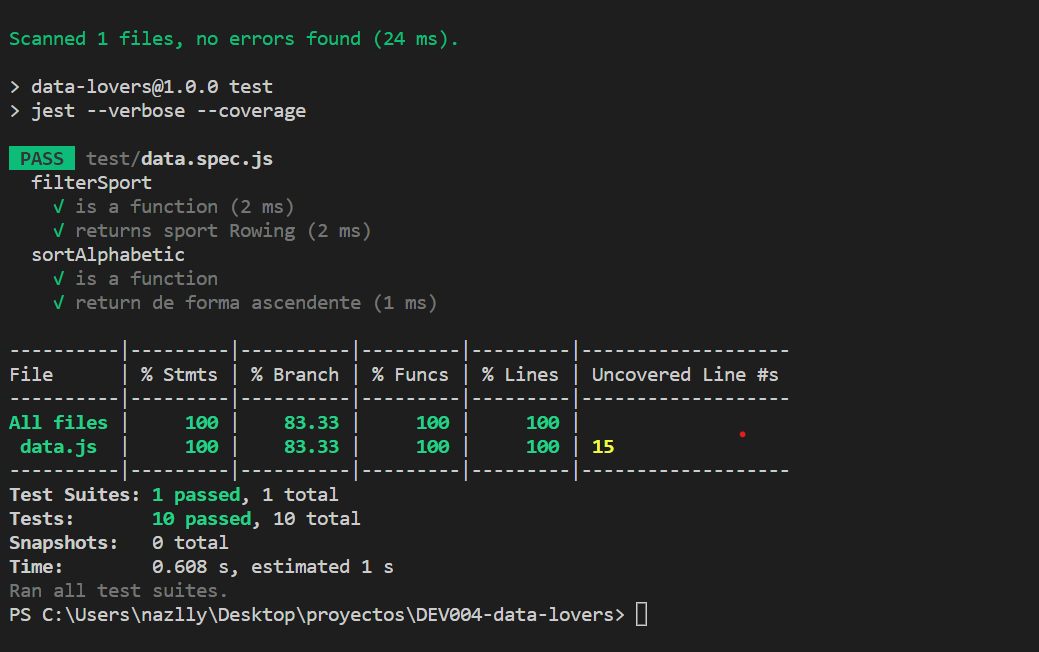 Scanned 1 files, no errors found (24 ms).
> data-lovers@1.0.0 test
> jest --verbose --coverage
PASS test/data.spec.js
filterSport
√ is a function (2 ms)
√ returns sport Rowing (2 ms)
sortAlphabetic
√ is a function
√ return de forma ascendente (1 ms)
----------|---------|----------|---------|---------|-------------------
File      | % Stmts | % Branch | % Funcs | % Lines | Uncovered Line #s
----------|---------|----------|---------|---------|-------------------
All files |     100 |    83.33 |     100 |     100 |
 data.js  |     100 |    83.33 |     100 |     100 | 15
----------|---------|----------|---------|---------|-------------------
Test Suites: 1 passed, 1 total
Tests:       10 passed, 10 total
Snapshots:   0 total
Time:        0.608 s, estimated 1 s
Ran all test suites.
PS C:\Users\nazlly\Desktop\proyectos\DEV004-data-lovers>